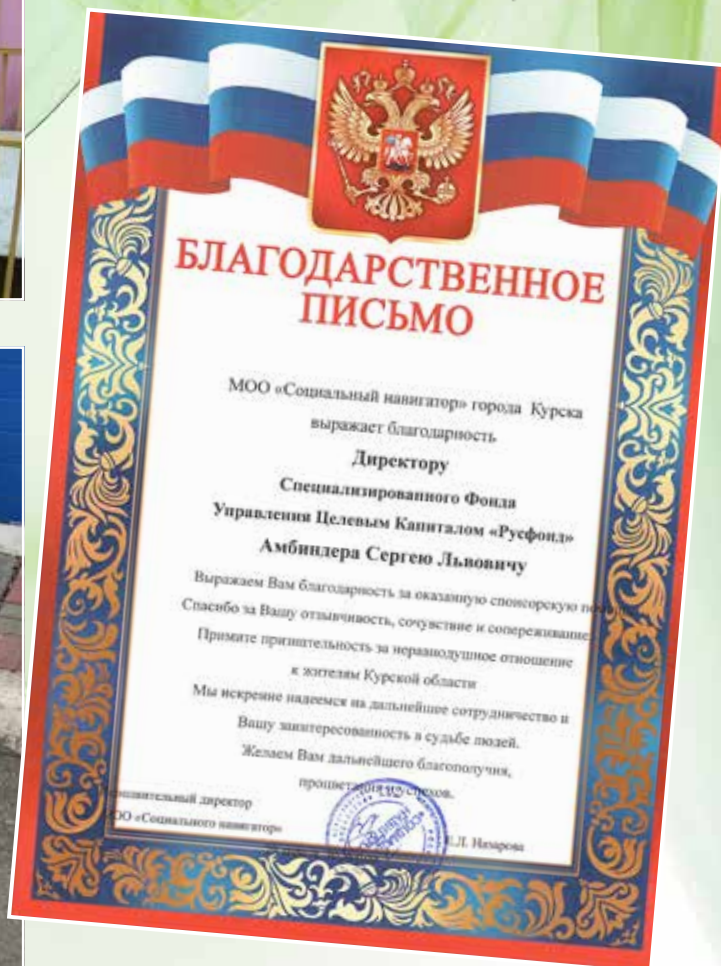 БЛАГОДАРСТВЕННОЕ
ПИСЬМО
МОО «Социальный навигатор» города Курска
выражает благодарность
Директору
Специализированного Фонда
Управления Целевым Капиталом «Русфонд»
Амбиндера Сергею Львовичу
Выражаем Вам благодарность за оказанную спонсорскую
Спасибо за Вашу отзывчивость, сочувствие и сопереживание.
Примите признательность за неравнодушное отношение
к жителям Курской области
Мы искренне надеемся на дальнейшее сотрудничество и
Вашу заинтересованность в судьбе людей.
Желаем Вам дальнейшего благополучия,
процветания и успехов.
директор
«Социального навигатор»
Назарова